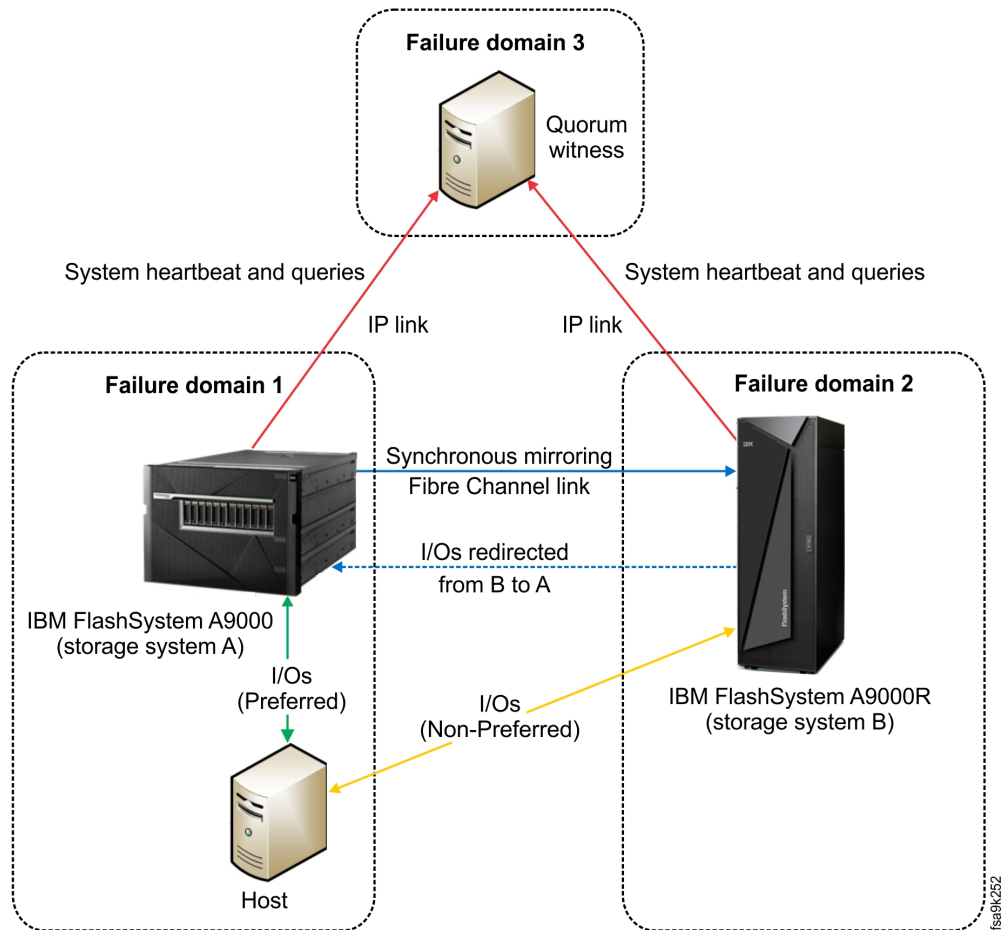 Failure domain 3
Quorum
witness
System heartbeat and queries
System heartbeat and queries
IP link
IP link
Failure domain 1
Failure domain 2
Synchronous mirroring
Fibre Channel link
I/Os redirected
from B to A
IBM FlashSystem A9000
(storage system A)
I/Os
(Preferred)
I/Os
(Non-Preferred)
IBM
FlashSystem
IBM FlashSystem A9000R
(storage system B)
Host
fsa9k252